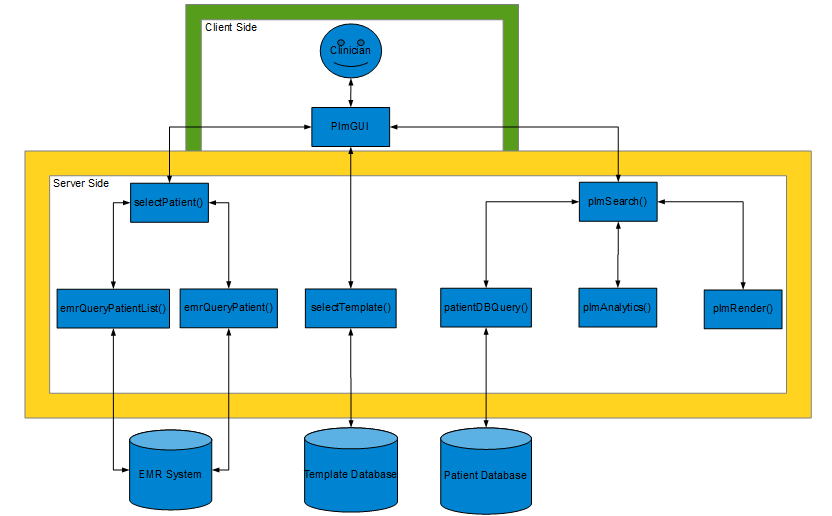 Client Side
Clinician
PlmGUI
Server Side
selectPatient()
plmSearch()
emrQueryPatientList()
emrQueryPatient()
selectTemplate()
patientDBQuery()
plmAnalytics()
plmRender()
EMR System
Template Database
Patient Database